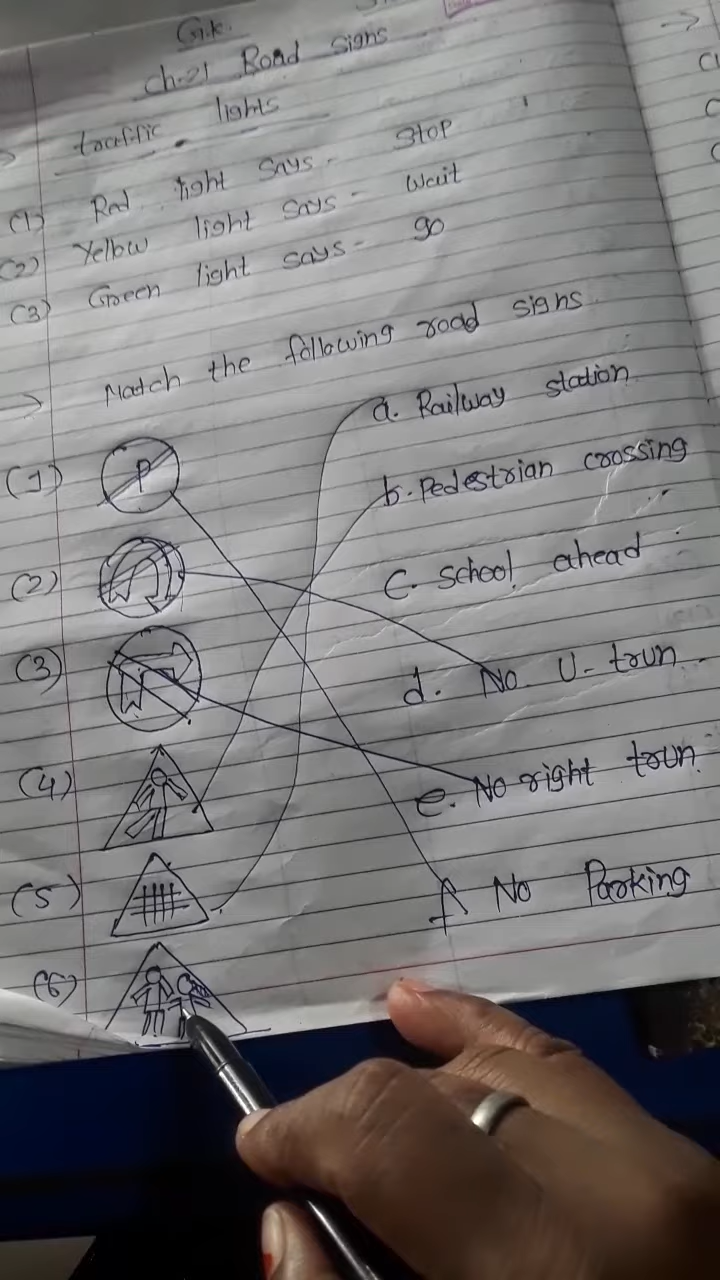 G.K.
Ch-21 Road signs
traffic lights
(1) Red light says - Stop
(2) Yellow light says - Wait
(3) Green light says - go
→ Match the following road signs
(1) P a. Railway station
(2) b. Pedestrian crossing
(3) C. School ahead
(4) d. No U-trun
(5) e. No right trun
(6) f No Parking